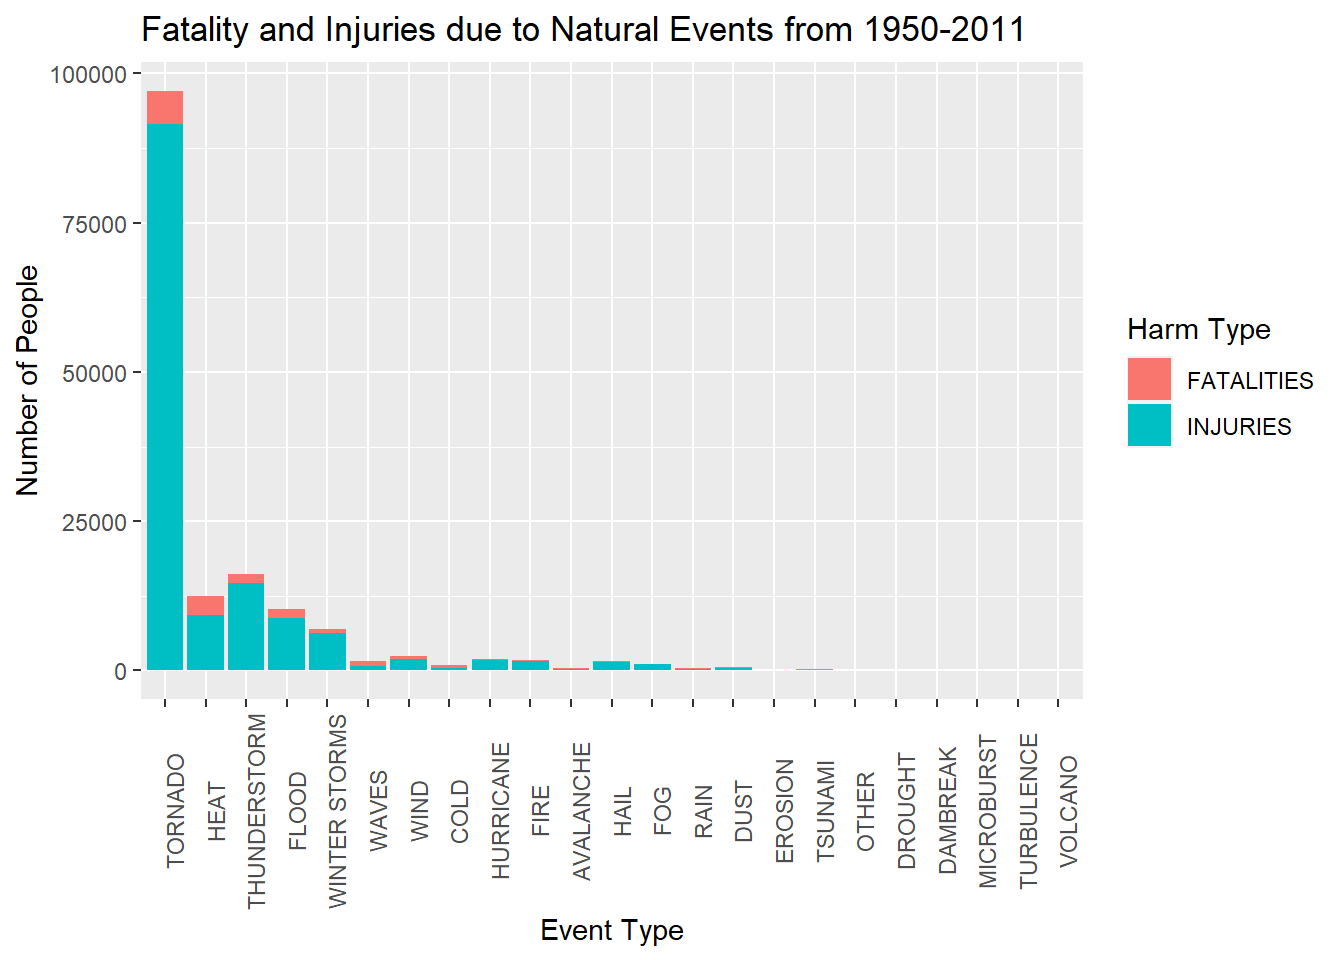 Fatality and Injuries due to Natural Events from 1950-2011
Number of People
100000
75000
50000
25000
0
TORNADO
HEAT
THUNDERSTORM
FLOOD
WINTER STORMS
WAVES
WIND
COLD
HURRICANE
FIRE
AVALANCHE
HAIL
FOG
RAIN
DUST
EROSION
TSUNAMI
OTHER
DROUGHT
DAMBREAK
MICROBURST
TURBULENCE
VOLCANO
Event Type
Harm Type
FATALITIES
INJURIES